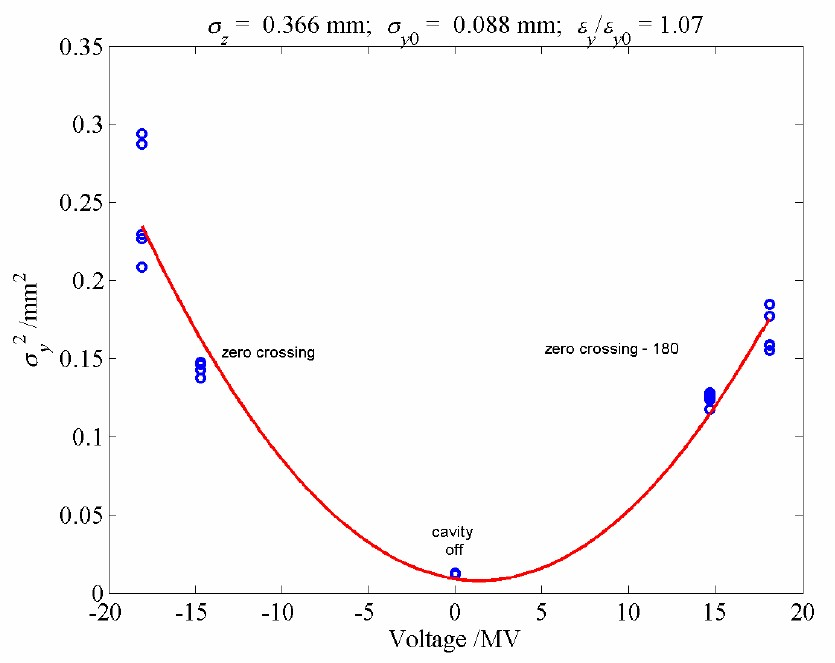 σz = 0.366 mm; σy0 = 0.088 mm; εy/εy0 = 1.07
0.35
0.3
0.25
0.2
0.15
0.1
0.05
0
σy2 /mm2
zero crossing
zero crossing - 180
cavity
off
-20 -15 -10 -5 0 5 10 15 20
Voltage /MV